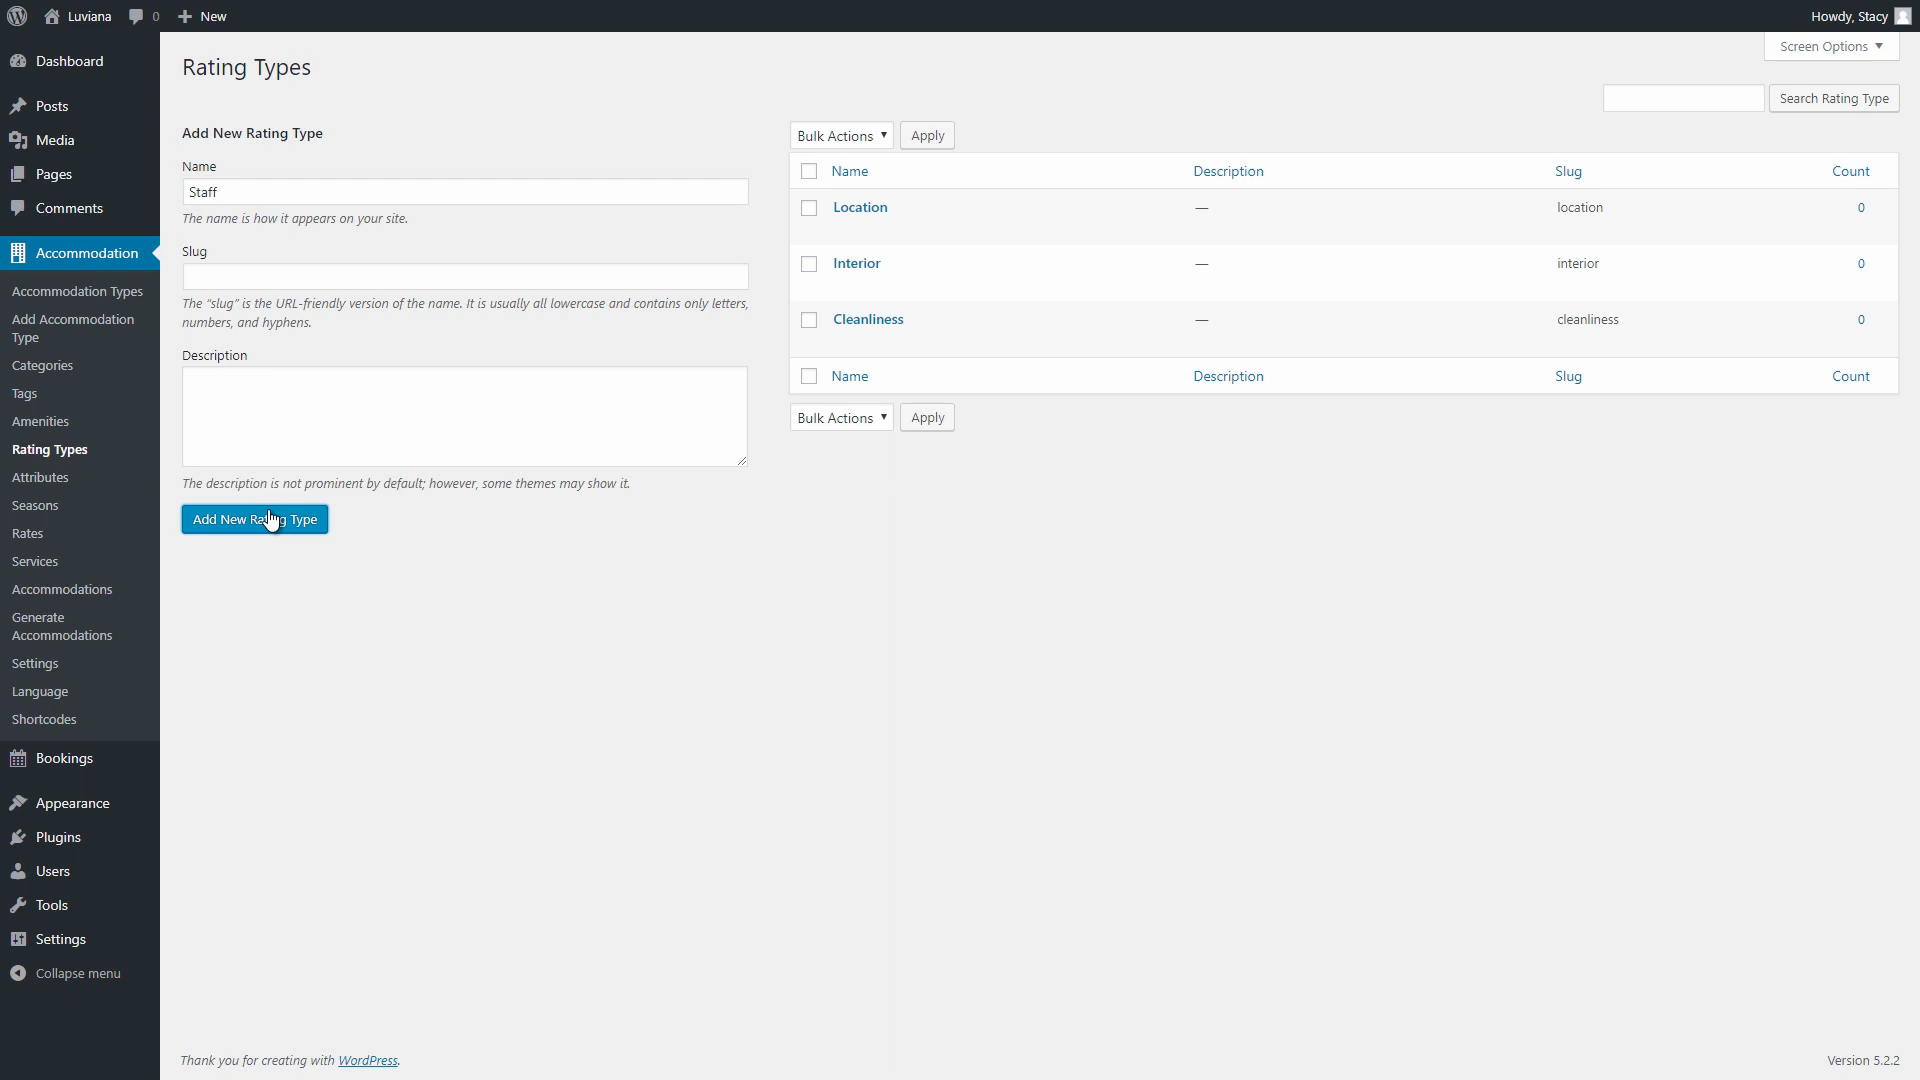 Luviana
0
New
Howdy, Stacy
Dashboard
Posts
Media
Pages
Comments
Accommodation
Accommodation Types
Add Accommodation
Type
Categories
Tags
Amenities
Rating Types
Attributes
Seasons
Rates
Services
Accommodations
Generate
Accommodations
Settings
Language
Shortcodes
Bookings
Appearance
Plugins
Users
Tools
Settings
Collapse menu
Screen Options
Rating Types
Search Rating Type
Add New Rating Type
Name
Staff
The name is how it appears on your site.
Slug
The “slug” is the URL-friendly version of the name. It is usually all lowercase and contains only letters,
numbers, and hyphens.
Description
The description is not prominent by default; however, some themes may show it.
Add New Rating Type
Bulk Actions Apply
Name Description Slug Count
Location — location 0
Interior — interior 0
Cleanliness — cleanliness 0
Name Description Slug Count
Bulk Actions Apply
Thank you for creating with WordPress.
Version 5.2.2